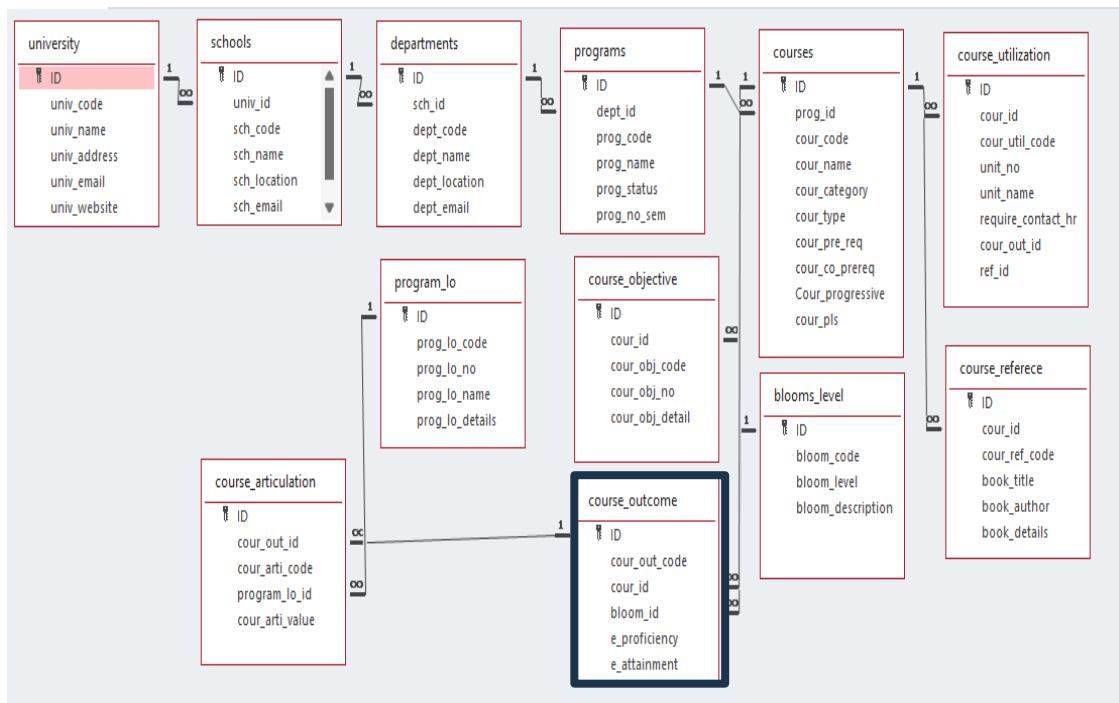 university
ID
univ_code
univ_name
univ_address
univ_email
univ_website
1
∞
schools
ID
univ_id
sch_code
sch_name
sch_location
sch_email
1
∞
departments
ID
sch_id
dept_code
dept_name
dept_location
dept_email
1
∞
programs
ID
dept_id
prog_code
prog_name
prog_status
prog_no_sem
1
1
∞
courses
ID
prog_id
cour_code
cour_name
cour_category
cour_type
cour_pre_req
cour_co_prereq
Cour_progressive
cour_pls
1
∞
course_utilization
ID
cour_id
cour_util_code
unit_no
unit_name
require_contact_hr
cour_out_id
ref_id
program_lo
1
ID
prog_lo_code
prog_lo_no
prog_lo_name
prog_lo_details
course_objective
ID
cour_id
cour_obj_code
cour_obj_no
cour_obj_detail
∞
blooms_level
1
ID
bloom_code
bloom_level
bloom_description
course_referece
∞
ID
cour_id
cour_ref_code
book_title
book_author
book_details
course_articulation
ID
cour_out_id
cour_arti_code
program_lo_id
cour_arti_value
∞
∞
1
course_outcome
ID
cour_out_code
cour_id
bloom_id
e_proficiency
e_attainment
∞
∞